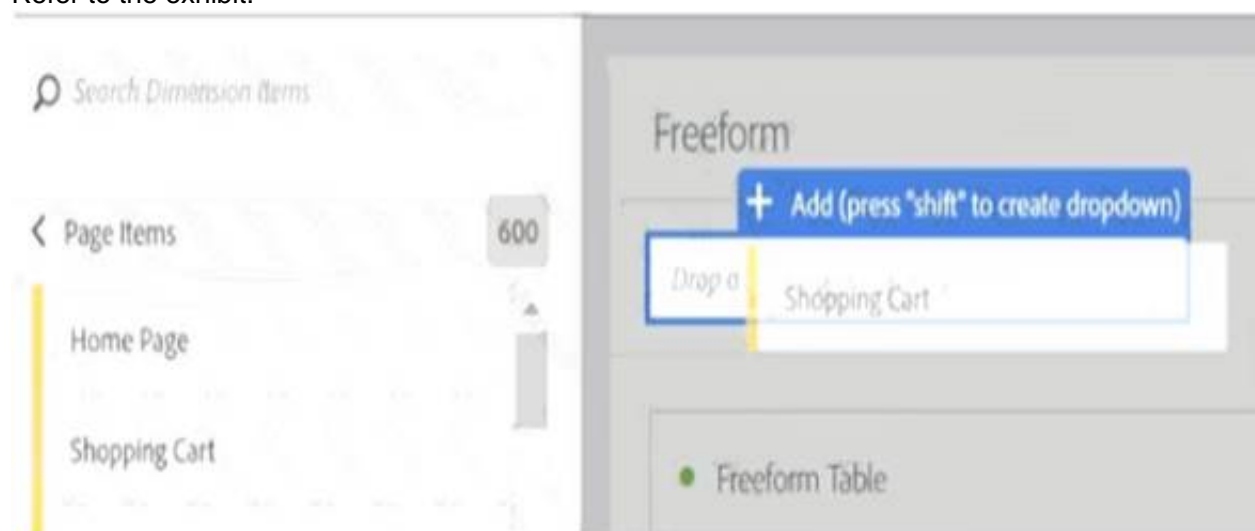 Refer to the exhibit.
Search Dimension Items
Freeform
+ Add (press "shift" to create dropdown)
< Page Items 600
Drop a
Shopping Cart
Home Page
Shopping Cart
Freeform Table